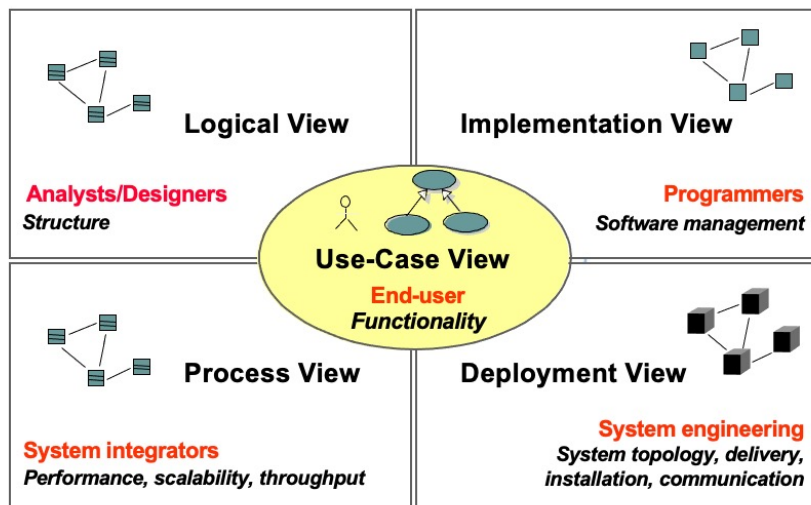 Logical View
Analysts/Designers
Structure
Implementation View
Programmers
Software management
Use-Case View
End-user
Functionality
Process View
System integrators
Performance, scalability, throughput
Deployment View
System engineering
System topology, delivery,
installation, communication